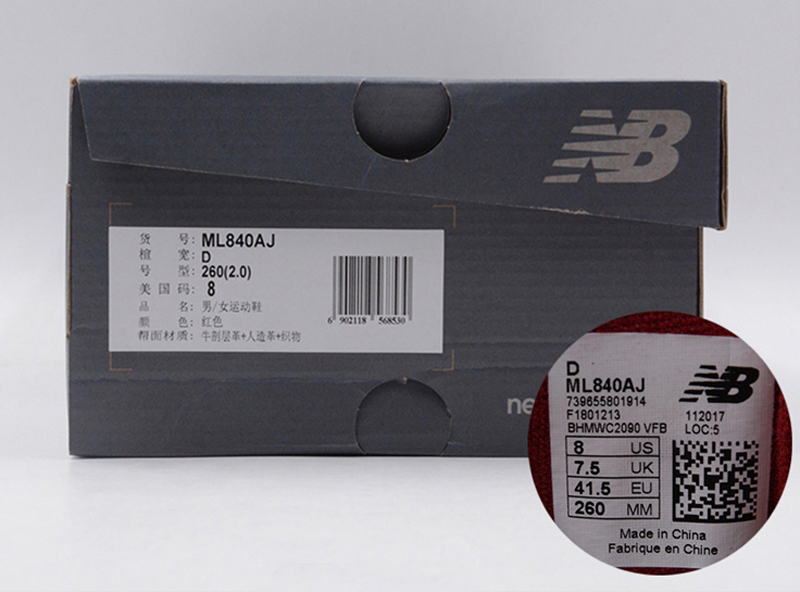 NB
货 号: ML840AJ
楦 宽: D
号 型: 260(2.0)
美 国 码: 8
品 名: 男/女运动鞋
颜 色: 红色
帮面材质: 牛剖层革+人造革+织物
6 902118 568530
ne
D
ML840AJ
NB
739655801914
F1801213
112017
BHMWC2090 VFB
LOC:5
8 US
7.5 UK
41.5 EU
260 MM
Made in China
Fabrique en Chine